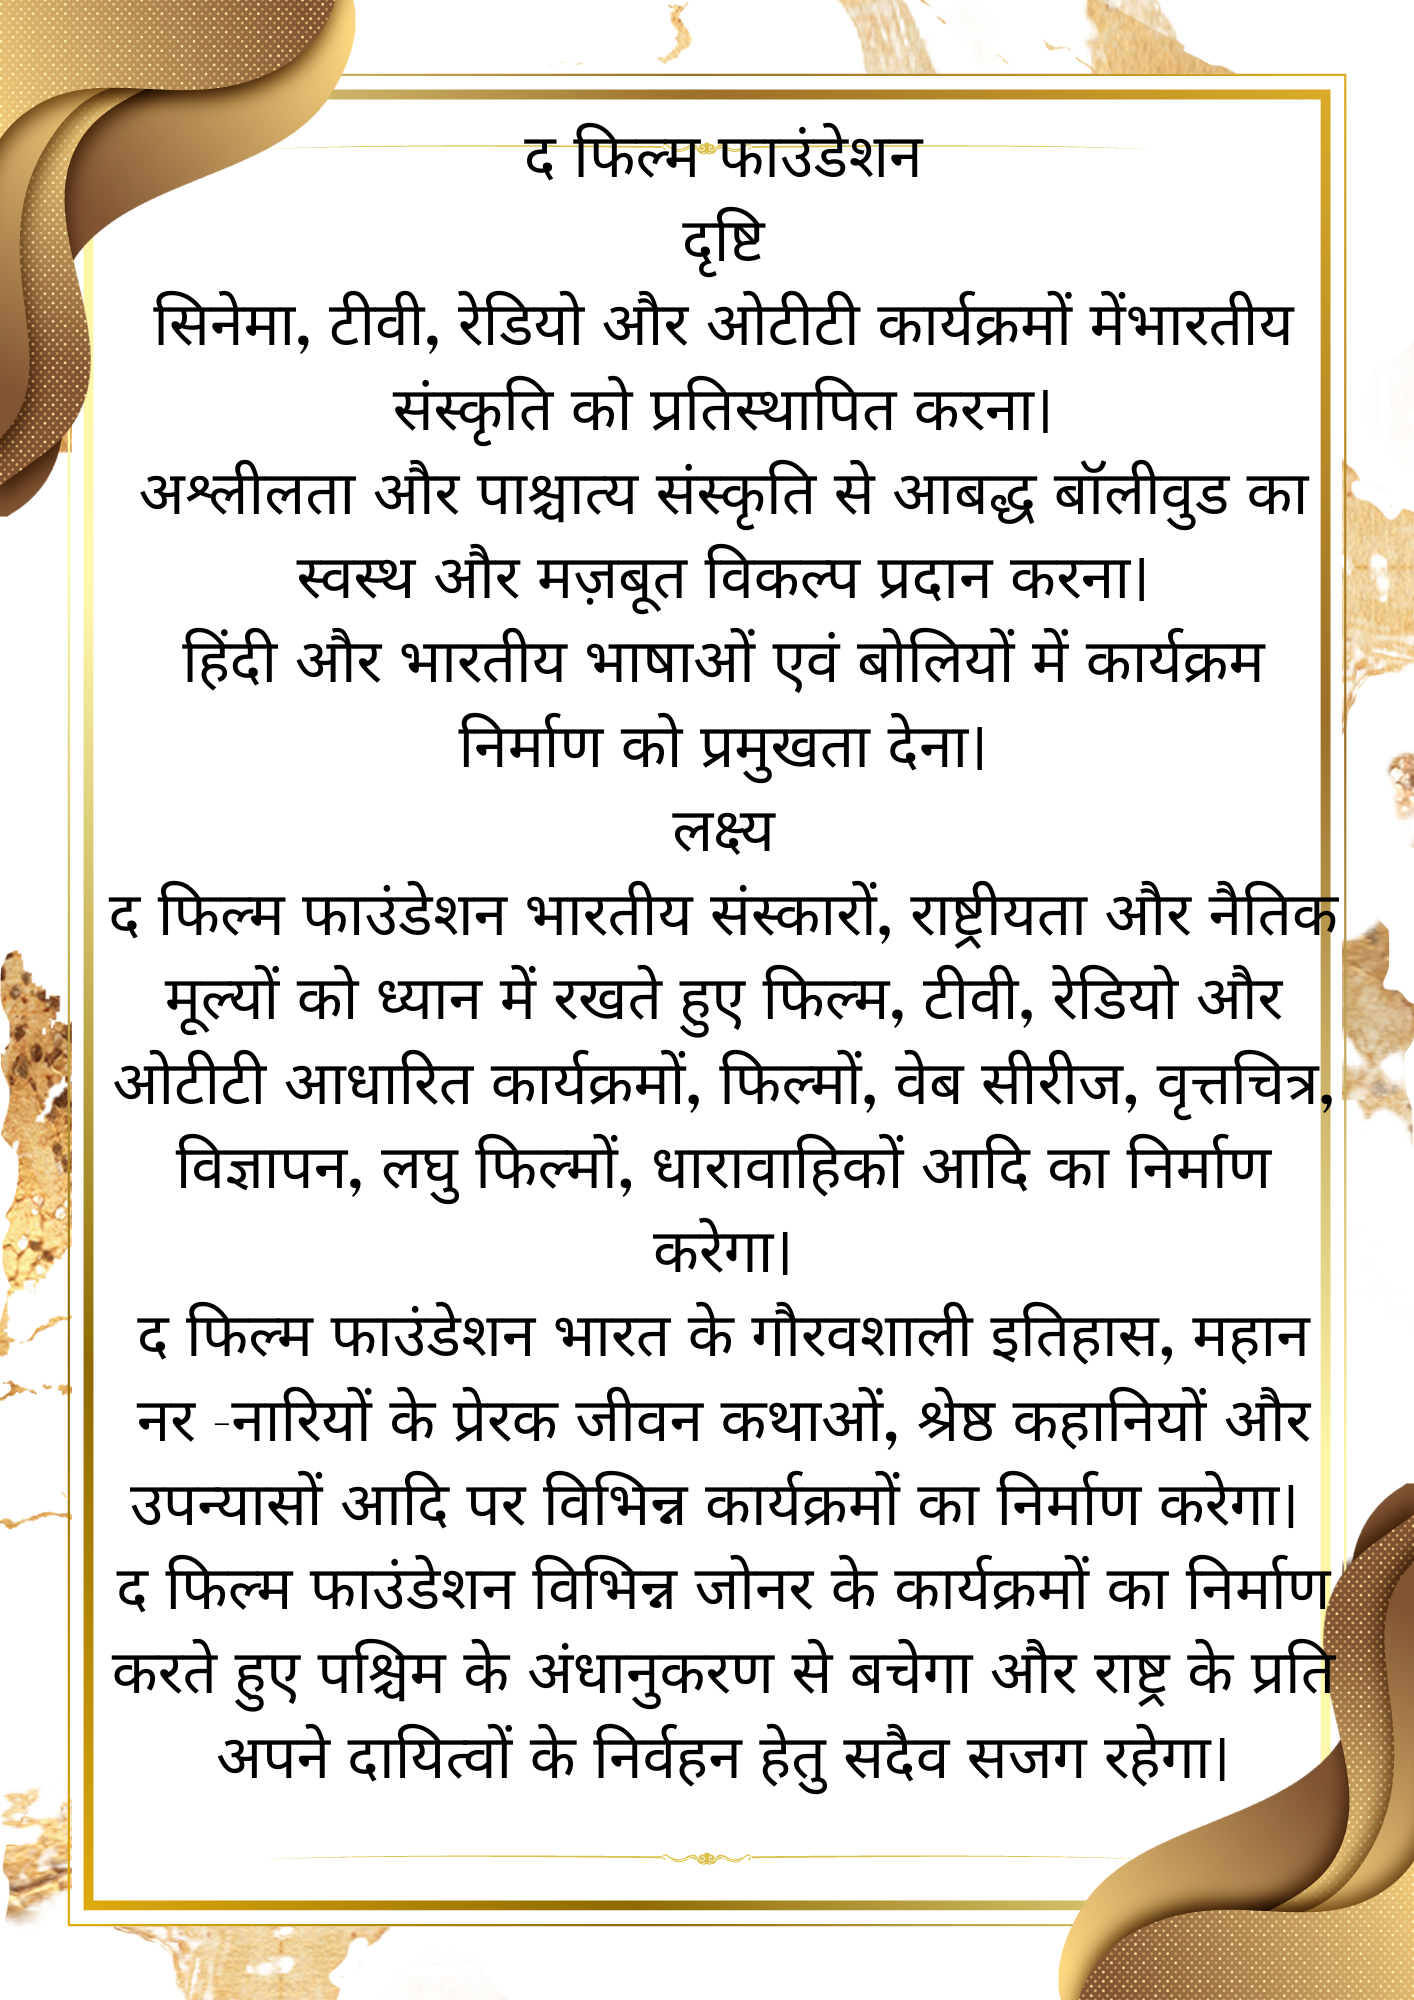 द फिल्म फाउंडेशन
दृष्टि
सिनेमा, टीवी, रेडियो और ओटीटी कार्यक्रमों मेंभारतीय
संस्कृति को प्रतिस्थापित करना|
अश्लीलता और पाश्चात्य संस्कृति से आबद्ध बॉलीवुड का
स्वस्थ और मज़बूत विकल्प प्रदान करना|
हिंदी और भारतीय भाषाओं एवं बोलियों में कार्यक्रम
निर्माण को प्रमुखता देना|
लक्ष्य
द फिल्म फाउंडेशन भारतीय संस्कारों, राष्ट्रीयता और नैतिक
मूल्यों को ध्यान में रखते हुए फिल्म, टीवी, रेडियो और
ओटीटी आधारित कार्यक्रमों, फिल्मों, वेब सीरीज, वृत्तचित्र,
विज्ञापन, लघु फिल्मों, धारावाहिकों आदि का निर्माण
करेगा|
द फिल्म फाउंडेशन भारत के गौरवशाली इतिहास, महान
नर -नारियों के प्रेरक जीवन कथाओं, श्रेष्ठ कहानियों और
उपन्यासों आदि पर विभिन्न कार्यक्रमों का निर्माण करेगा|
द फिल्म फाउंडेशन विभिन्न जोनर के कार्यक्रमों का निर्माण
करते हुए पश्चिम के अंधानुकरण से बचेगा और राष्ट्र के प्रति
अपने दायित्वों के निर्वहन हेतु सदैव सजग रहेगा|